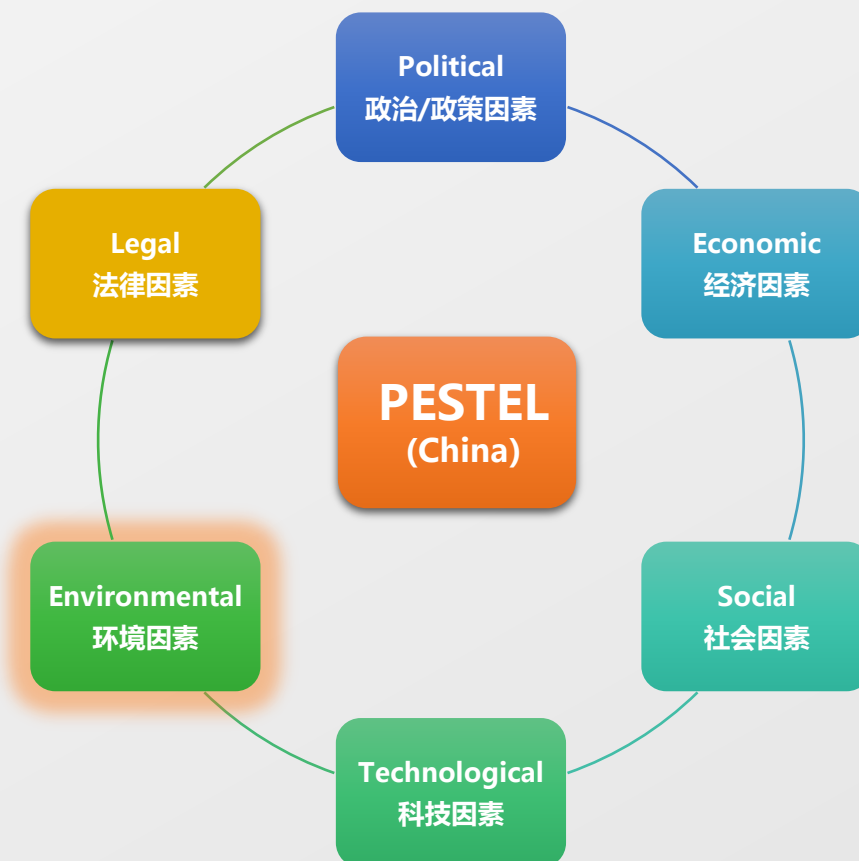 Political
政治/政策因素
Legal
法律因素
Economic
经济因素
PESTEL
(China)
Environmental
环境因素
Social
社会因素
Technological
科技因素